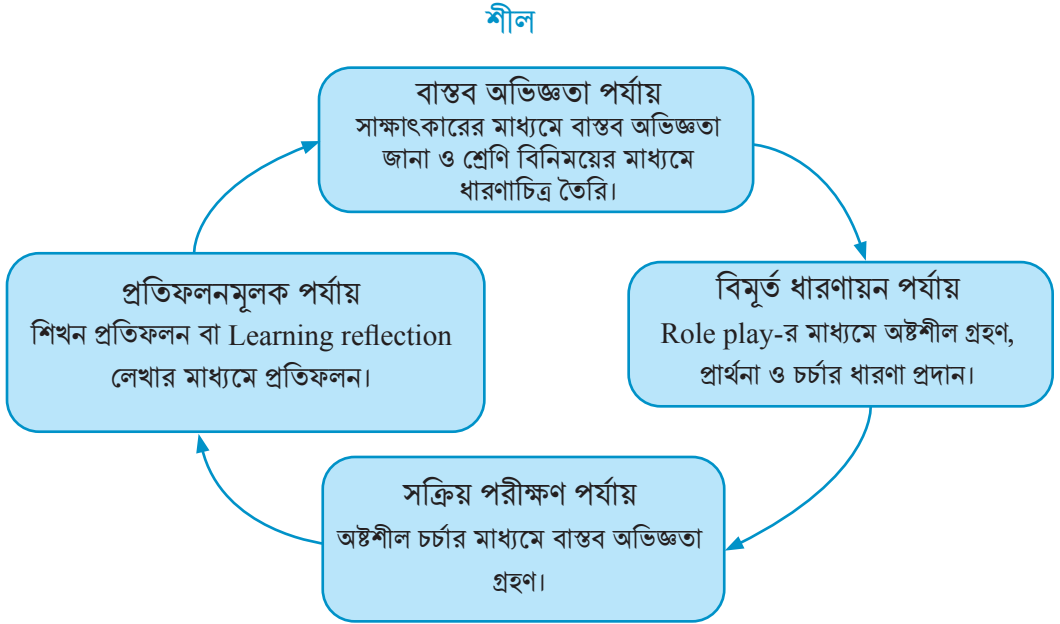 শীল
বাস্তব অভিজ্ঞতা পর্যায়
সাক্ষাৎকারের মাধ্যমে বাস্তব অভিজ্ঞতা
জানা ও শ্রেণি বিনিময়ের মাধ্যমে
ধারণাচিত্র তৈরি।
বিমূর্ত ধারণায়ন পর্যায়
Role play-র মাধ্যমে অষ্টশীল গ্রহণ,
প্রার্থনা ও চর্চার ধারণা প্রদান।
সক্রিয় পরীক্ষণ পর্যায়
অষ্টশীল চর্চার মাধ্যমে বাস্তব অভিজ্ঞতা
গ্রহণ।
প্রতিফলনমূলক পর্যায়
শিখন প্রতিফলন বা Learning reflection
লেখার মাধ্যমে প্রতিফলন।